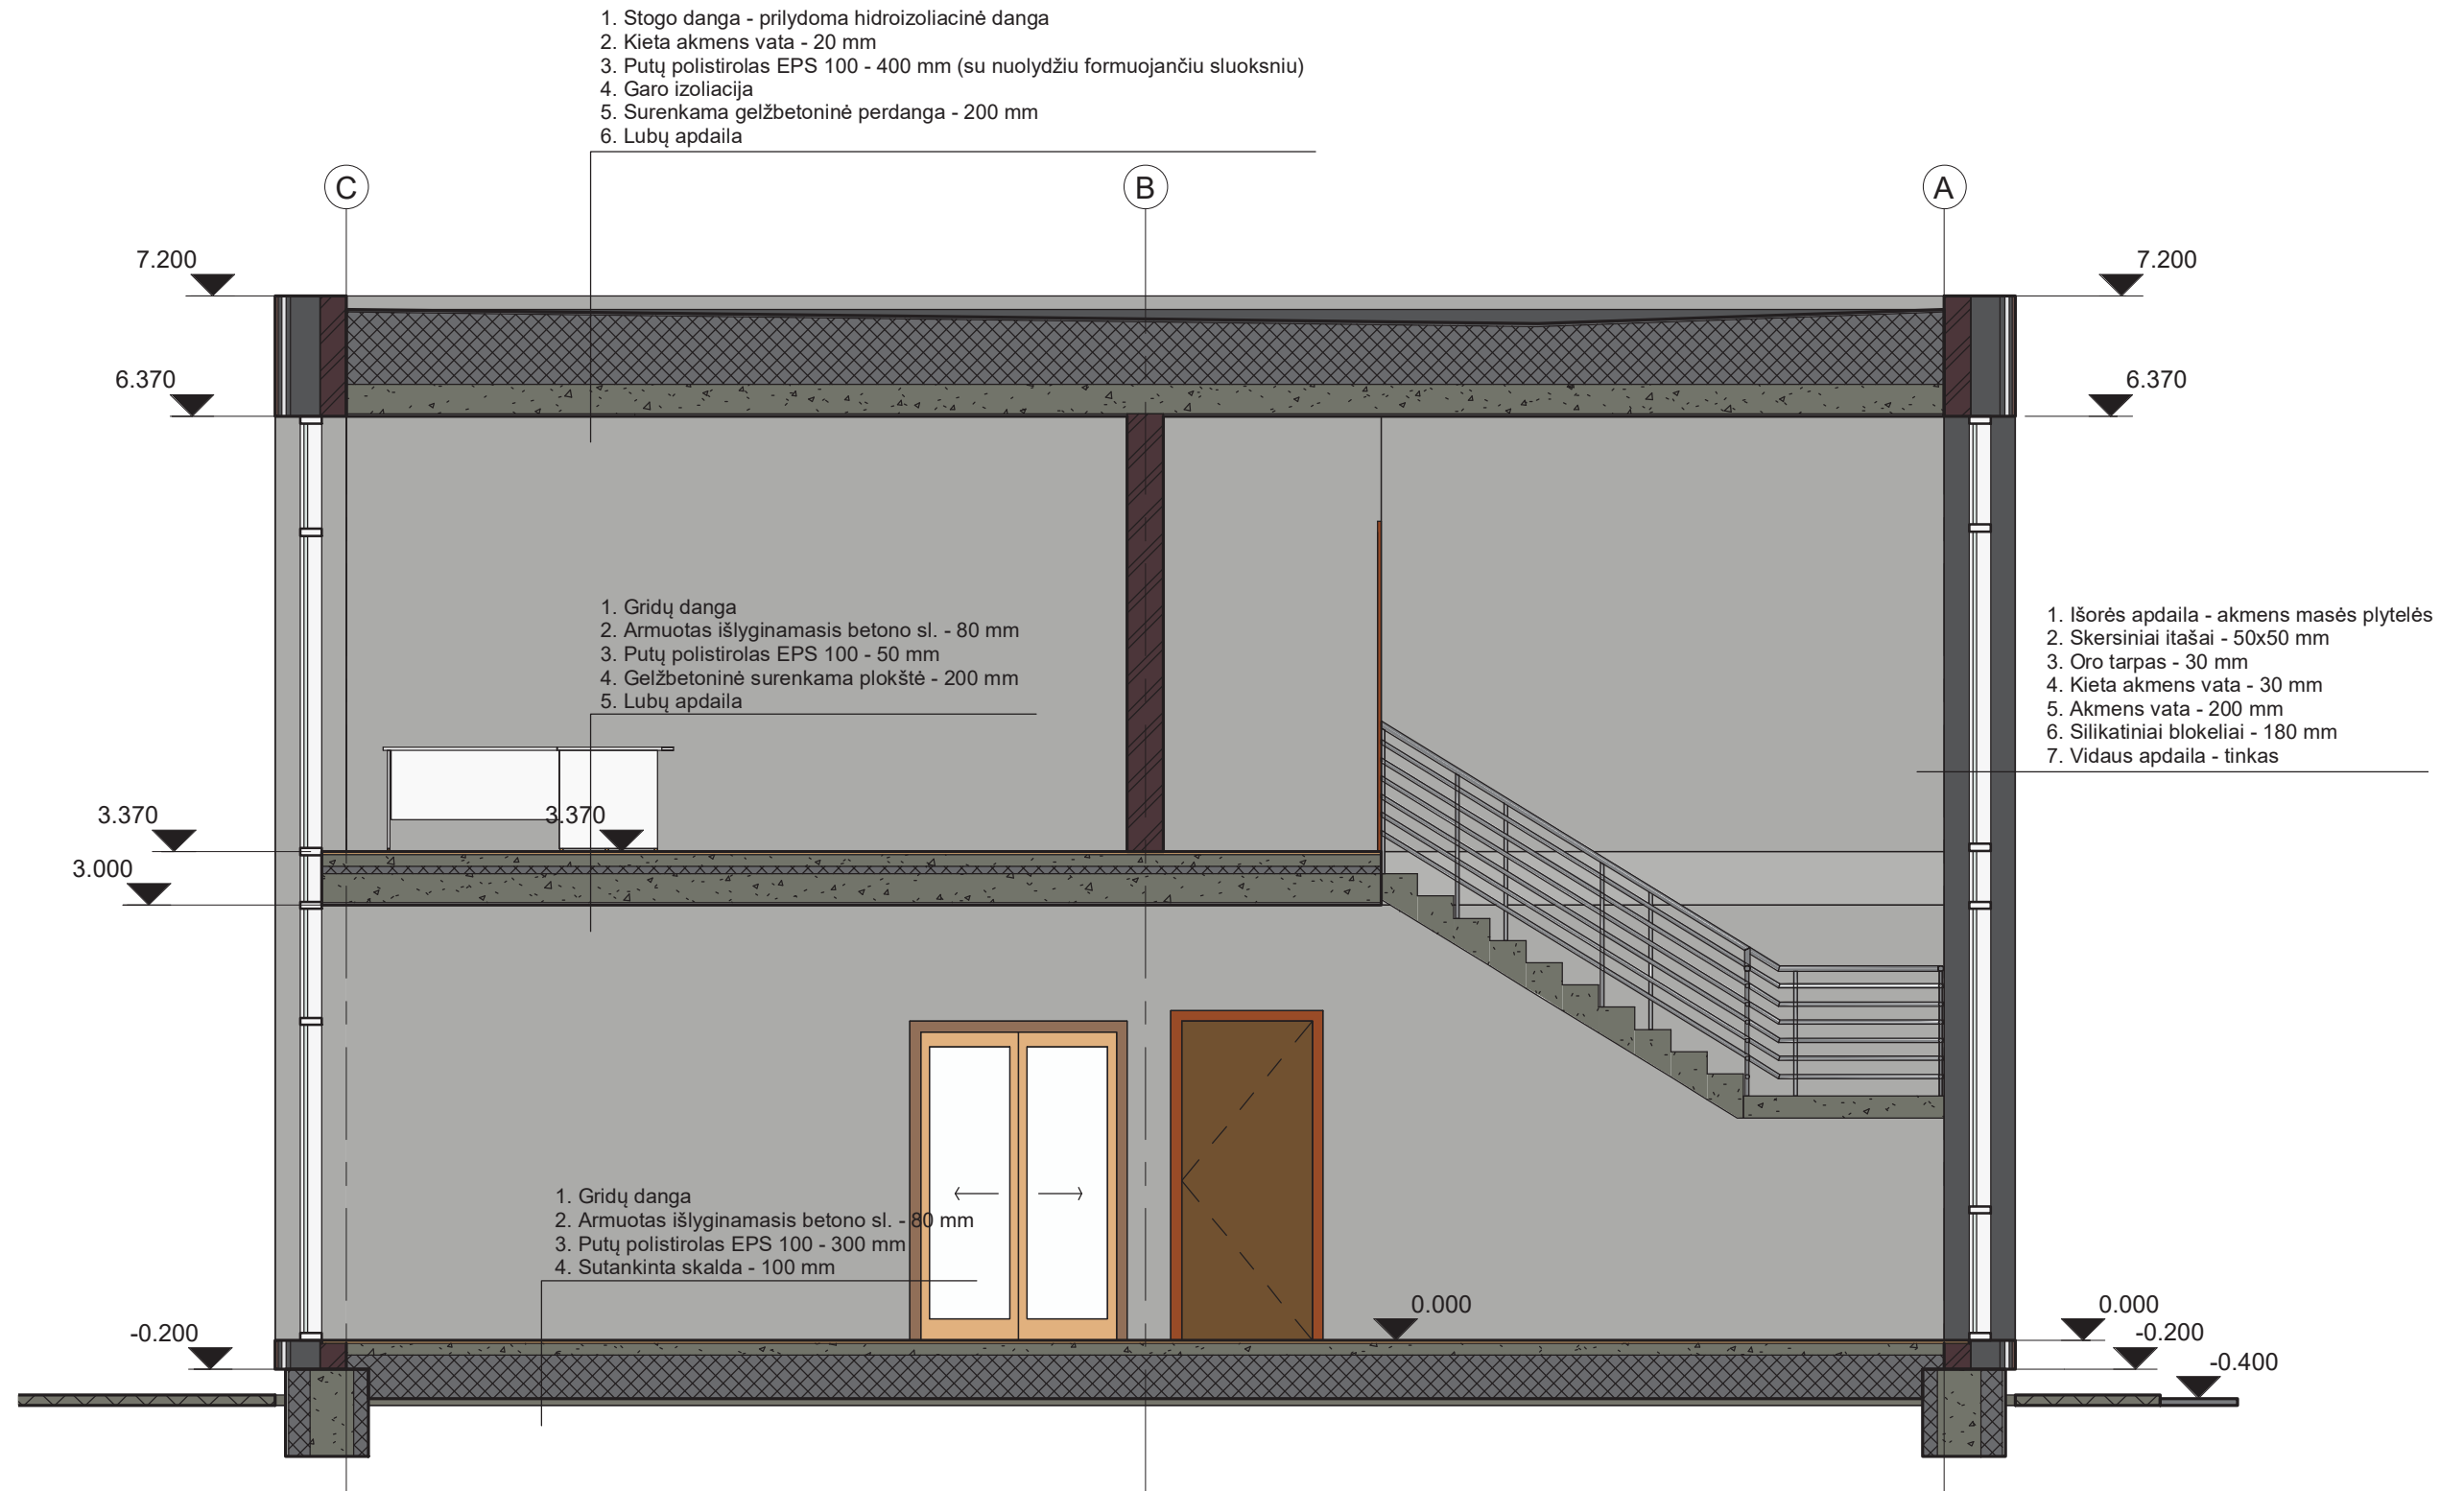 1. Stogo danga - prilydoma hidroizoliacinė danga
2. Kieta akmens vata - 20 mm
3. Putų polistirolas EPS 100 - 400 mm (su nuolydžiu formuojančiu sluoksniu)
4. Garo izoliacija
5. Surenkama gelžbetoninė perdanga - 200 mm
6. Lubų apdaila
C
B
A
7.200
7.200
6.370
6.370
1. Gridų danga
2. Armuotas išlyginamasis betono sl. - 80 mm
3. Putų polistirolas EPS 100 - 50 mm
4. Gelžbetoninė surenkama plokštė - 200 mm
5. Lubų apdaila
1. Išorės apdaila - akmens masės plytelės
2. Skersiniai itašai - 50x50 mm
3. Oro tarpas - 30 mm
4. Kieta akmens vata - 30 mm
5. Akmens vata - 200 mm
6. Silikatiniai blokeliai - 180 mm
7. Vidaus apdaila - tinkas
3.370
3.370
3.000
1. Gridų danga
2. Armuotas išlyginamasis betono sl. - 80 mm
3. Putų polistirolas EPS 100 - 300 mm
4. Sutankinta skalda - 100 mm
0.000
0.000
-0.200
-0.200
-0.400